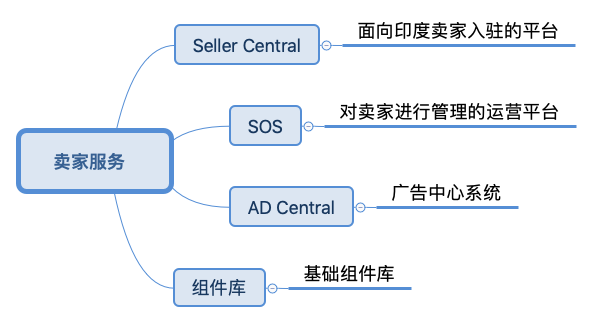 Seller Central
面向印度卖家入驻的平台
SOS
对卖家进行管理的运营平台
卖家服务
AD Central
广告中心系统
组件库
基础组件库